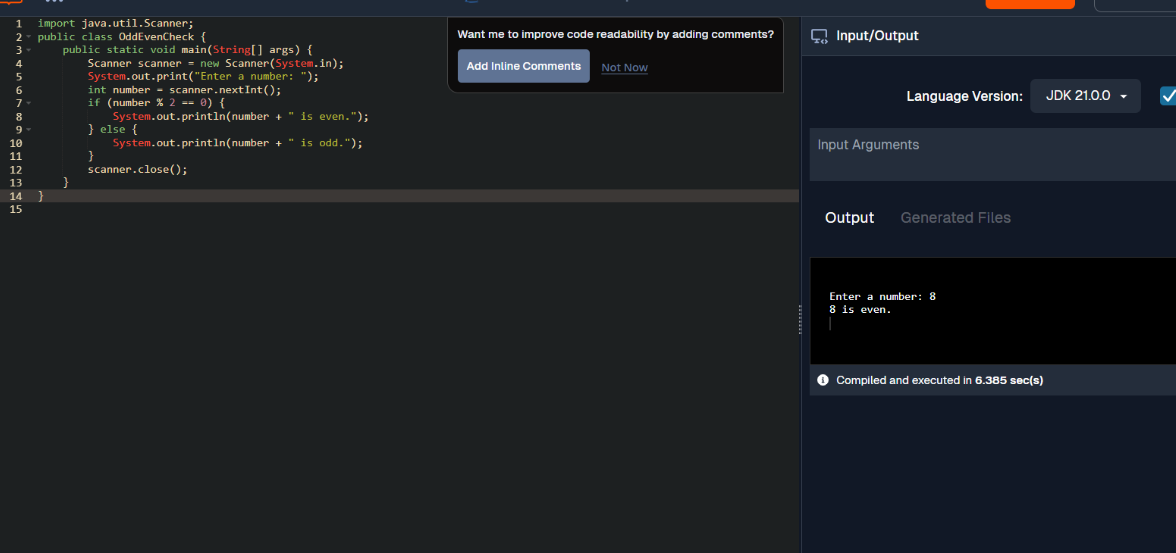 1 import java.util.Scanner;
2 public class OddEvenCheck {
3     public static void main(String[] args) {
4         Scanner scanner = new Scanner(System.in);
5         System.out.print("Enter a number: ");
6         int number = scanner.nextInt();
7         if (number % 2 == 0) {
8             System.out.println(number + " is even.");
9         } else {
10             System.out.println(number + " is odd.");
11         }
12         scanner.close();
13     }
14 }
15
Want me to improve code readability by adding comments?
Add Inline Comments
Not Now
Input/Output
Language Version: JDK 21.0.0
Input Arguments
Output Generated Files
Enter a number: 8
8 is even.
Compiled and executed in 6.385 sec(s)